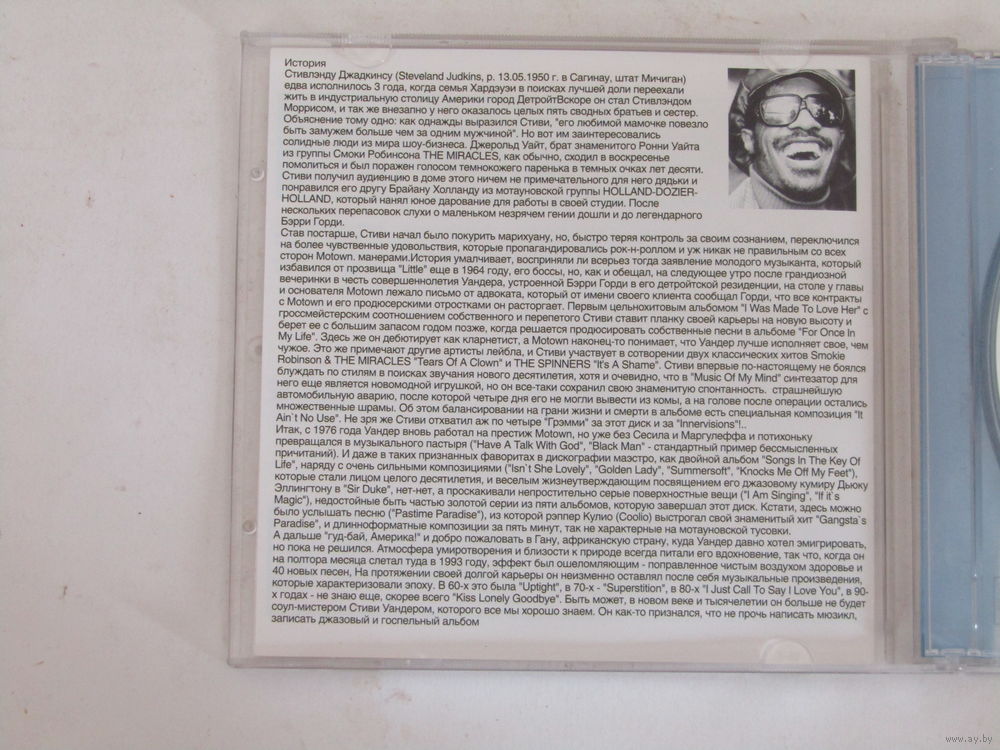 История
Стивлэнду Джадкинсу (Steveland Judkins, р. 13.05.1950 г. в Сагинау, штат Мичиган)
едва исполнилось 3 года, когда семья Хардэуэи в поисках лучшей доли переехали
жить в индустриальную столицу Америки город ДетройтВскоре он стал Стивлэндом
Моррисом, и так же внезапно у него оказалось целых пять сводных братьев и сестер.
Объяснение тому одно: как однажды выразился Стиви, "его любимой мамочке повезло
быть замужем больше чем за одним мужчиной". Но вот им заинтересовались
солидные люди из мира шоу-бизнеса. Джерольд Уайт, брат знаменитого Ронни Уайта
из группы Смоки Робинсона THE MIRACLES, как обычно, сходил в воскресенье
помолиться и был поражен голосом темнокожего паренька в темных очках лет десяти.
Стиви получил аудиенцию в доме этого ничем не примечательного для него дядьки и
понравился его другу Брайану Холланду из мотауновской группы HOLLAND-DOZIER-
HOLLAND, который нанял юное дарование для работы в своей студии. После
нескольких перепасовок слухи о маленьком незрячем гении дошли и до легендарного
Бэрри Горди.
Став постарше, Стиви начал было покурить марихуану, но, быстро теряя контроль за своим сознанием, переключился
на более чувственные удовольствия, которые пропагандировались рок-н-роллом и уж никак не правильным со всех
сторон Motown. манерами.История умалчивает, восприняли ли всерьез тогда заявление молодого музыканта, который
избавился от прозвища "Little" еще в 1964 году, его боссы, но, как и обещал, на следующее утро после грандиозной
вечеринки в честь совершеннолетия Уандера, устроенной Бэрри Горди в его детройтской резиденции, на столе у главы
и основателя Motown лежало письмо от адвоката, который от имени своего клиента сообщал Горди, что все контракты
с Motown и его продюсерскими отростками он расторгает. Первым цельнохитовым альбомом "I Was Made To Love Her" с
гроссмейстерским соотношением собственного и перепетого Стиви ставит планку своей карьеры на новую высоту и
берет ее с большим запасом годом позже, когда решается продюсировать собственные песни в альбоме "For Once In
My Life". Здесь же он дебютирует как кларнетист, а Motown наконец-то понимает, что Уандер лучше исполняет свое, чем
чужое. Это же примечают другие артисты лейбла, и Стиви участвует в сотворении двух классических хитов Smokie
Robinson & THE MIRACLES "Tears Of A Clown" и THE SPINNERS "It's A Shame". Стиви впервые по-настоящему не боялся
блуждать по стилям в поисках звучания нового десятилетия, хотя и очевидно, что в "Music Of My Mind" синтезатор для
него еще является новомодной игрушкой, но он все-таки сохранил свою знаменитую спонтанность. страшнейшую
автомобильную аварию, после которой четыре дня его не могли вывести из комы, а на голове после операции остались
множественные шрамы. Об этом балансировании на грани жизни и смерти в альбоме есть специальная композиция "It
Ain`t No Use". Не зря же Стиви отхватил аж по четыре "Грэмми" за этот диск и за "Innervisions"!..
Итак, с 1976 года Уандер вновь работал на престиж Motown, но уже без Сесила и Маргулеффа и потихоньку
превращался в музыкального пастыря ("Have A Talk With God", "Black Man" - стандартный пример бессмысленных
причитаний). И даже в таких признанных фаворитах в дискографии маэстро, как двойной альбом "Songs In The Key Of
Life", наряду с очень сильными композициями ("Isn`t She Lovely", "Golden Lady", "Summersoft", "Knocks Me Off My Feet"),
которые стали лицом целого десятилетия, и веселым жизнеутверждающим посвящением его джазовому кумиру Дьюку
Эллингтону в "Sir Duke", нет-нет, а проскакивали непростительно серые поверхностные вещи ("I Am Singing", "If it`s
Magic"), недостойные быть частью золотой серии из пяти альбомов, которую завершал этот диск. Кстати, здесь можно
было услышать песню ("Pastime Paradise"), из которой рэппер Кулио (Coolio) выстрогал свой знаменитый хит "Gangsta`s
Paradise", и длинноформатные композиции за пять минут, так не характерные на мотауновской тусовки.
А дальше "гуд-бай, Америка!" и добро пожаловать в Гану, африканскую страну, куда Уандер давно хотел эмигрировать,
но пока не решился. Атмосфера умиротворения и близости к природе всегда питали его вдохновение, так что, когда он
на полтора месяца слетал туда в 1993 году, эффект был ошеломляющим - поправленное чистым воздухом здоровье и
40 новых песен, На протяжении своей долгой карьеры он неизменно оставлял после себя музыкальные произведения,
которые характеризовали эпоху. В 60-х это была "Uptight", в 70-х - "Superstition", в 80-х "I Just Call To Say I Love You", в 90-
х годах - не знаю еще, скорее всего "Kiss Lonely Goodbye". Быть может, в новом веке и тысячелетии он больше не будет
соул-мистером Стиви Уандером, которого все мы хорошо знаем. Он как-то признался, что не прочь написать мюзикл,
записать джазовый и госпельный альбом
www.ay.by